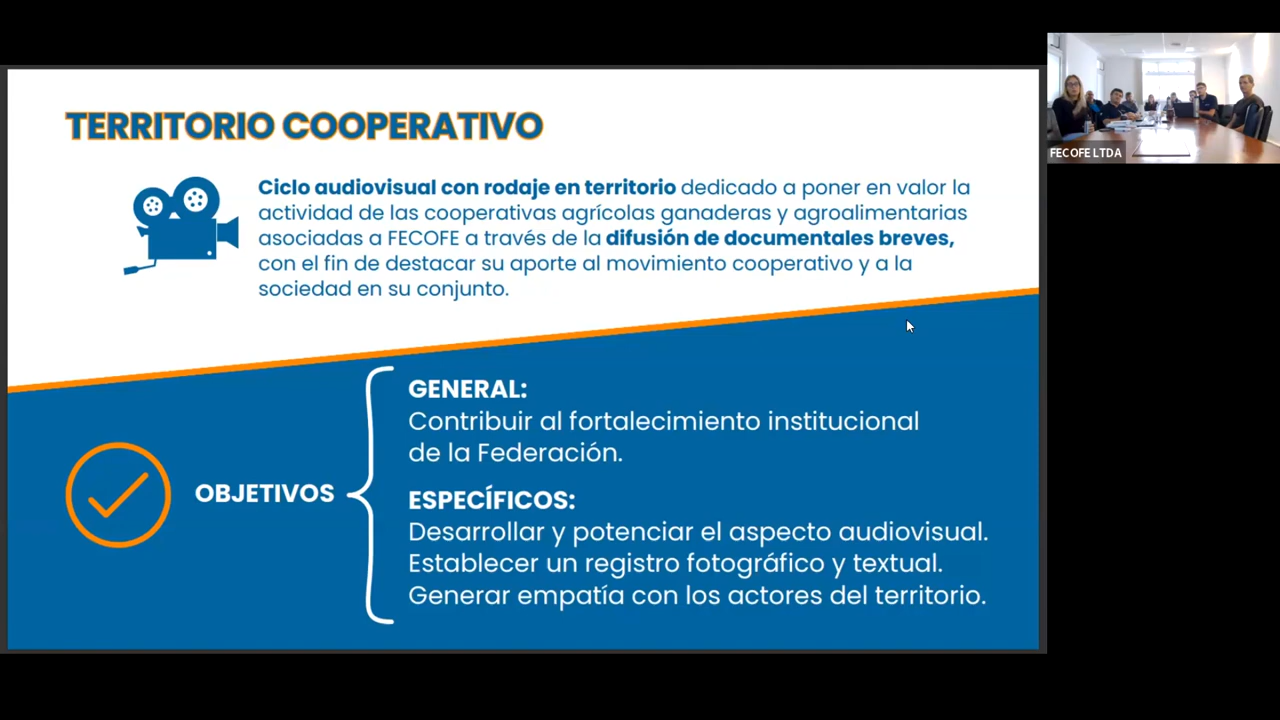 TERRITORIO COOPERATIVO
Ciclo audiovisual con rodaje en territorio dedicado a poner en valor la
actividad de las cooperativas agrícolas ganaderas y agroalimentarias
asociadas a FECOFE a través de la difusión de documentales breves,
con el fin de destacar su aporte al movimiento cooperativo y a la
sociedad en su conjunto.
OBJETIVOS
GENERAL:
Contribuir al fortalecimiento institucional
de la Federación.
ESPECÍFICOS:
Desarrollar y potenciar el aspecto audiovisual.
Establecer un registro fotográfico y textual.
Generar empatía con los actores del territorio.
FECOFE LTDA